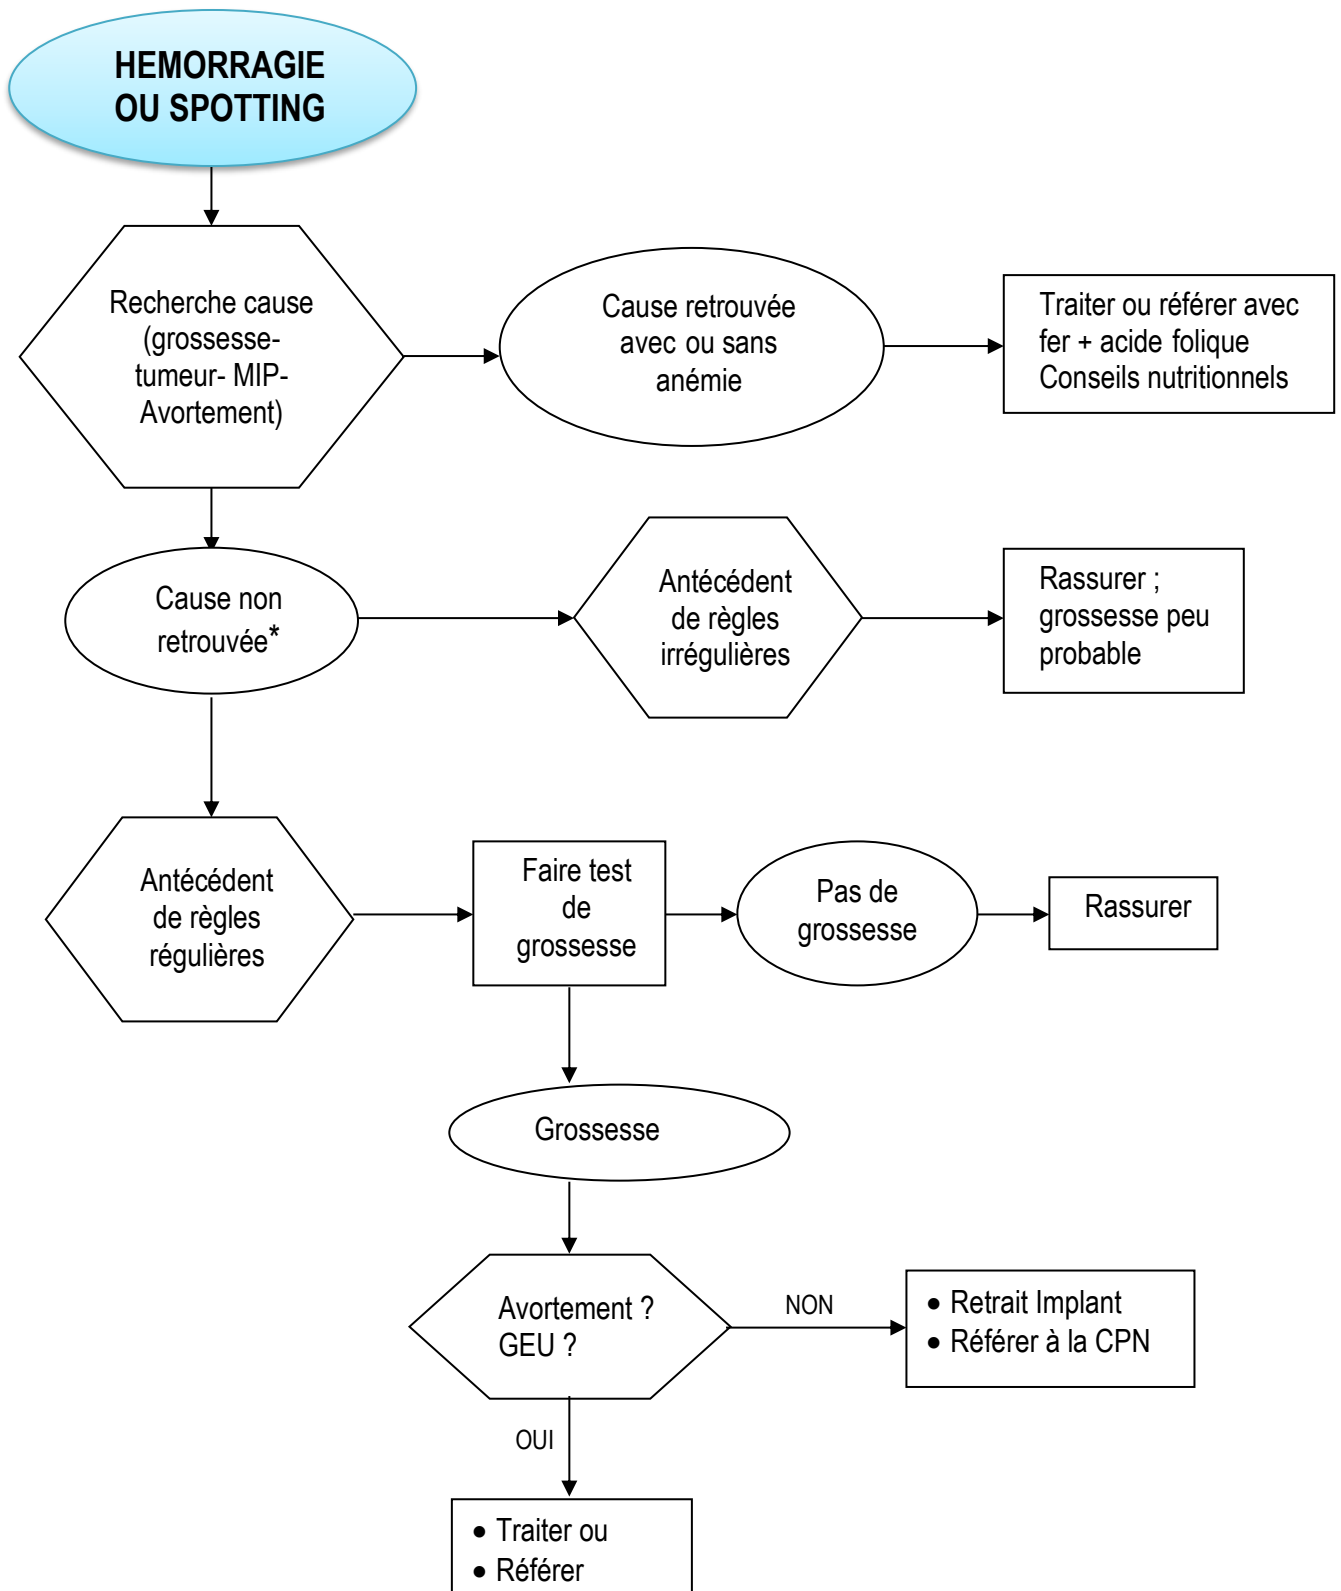 HEMORRAGIE
OU SPOTTING
Recherche cause
(grossesse-
tumeur- MIP-
Avortement)
Cause retrouvée
avec ou sans
anémie
Traiter ou référer avec
fer + acide folique
Conseils nutritionnels
Cause non
retrouvée*
Antécédent
de règles
irrégulières
Rassurer ;
grossesse peu
probable
Antécédent
de règles
régulières
Faire test
de
grossesse
Pas de
grossesse
Rassurer
Grossesse
Avortement ?
GEU ?
NON
• Retrait Implant
• Référer à la CPN
OUI
• Traiter ou
• Référer